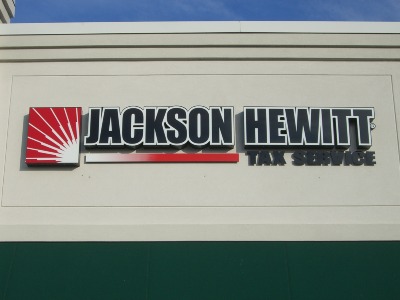 JACKSON HEWITT®
TAX SERVICE